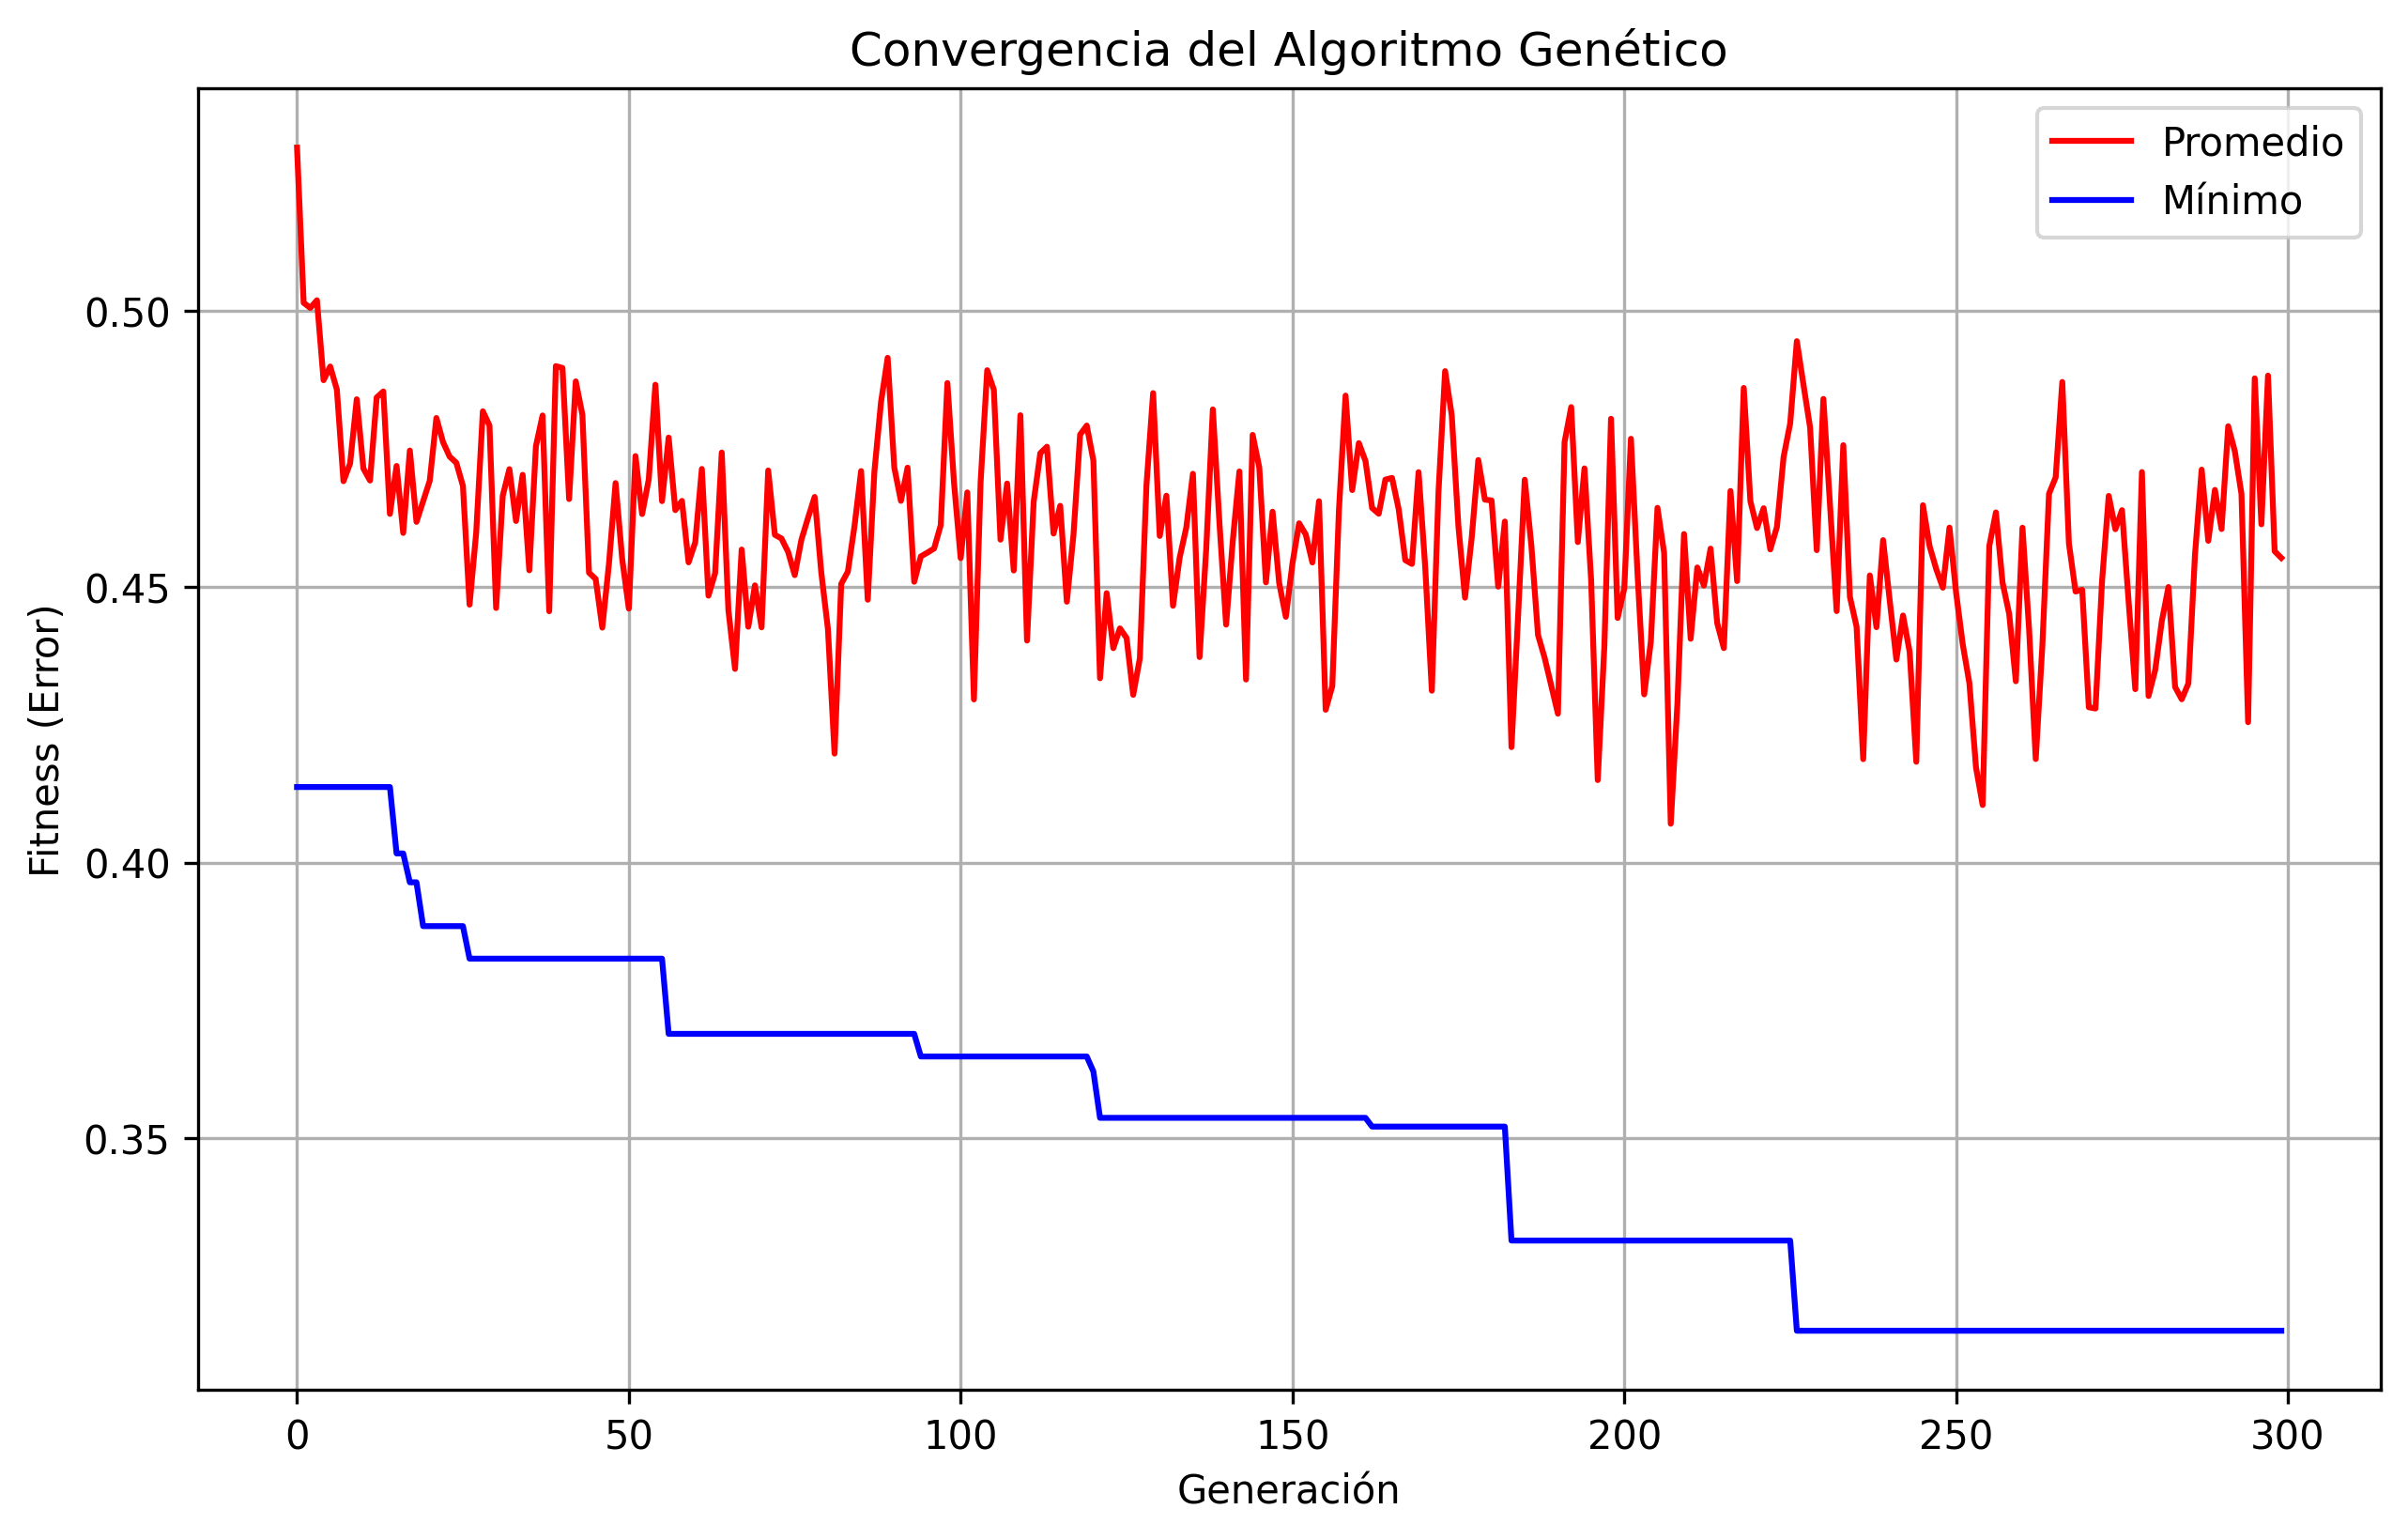 Convergencia del Algoritmo Genético
Promedio
Mínimo
Fitness (Error)
0.50
0.45
0.40
0.35
0 50 100 150 200 250 300
Generación